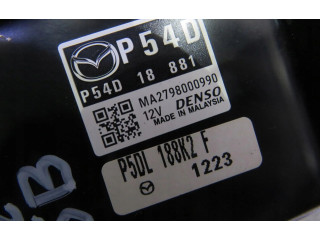 P54D
P54D 18 881
MA2798000990
12V DENSO
MADE IN MALAYSIA
P5DL 188K2 F
1223